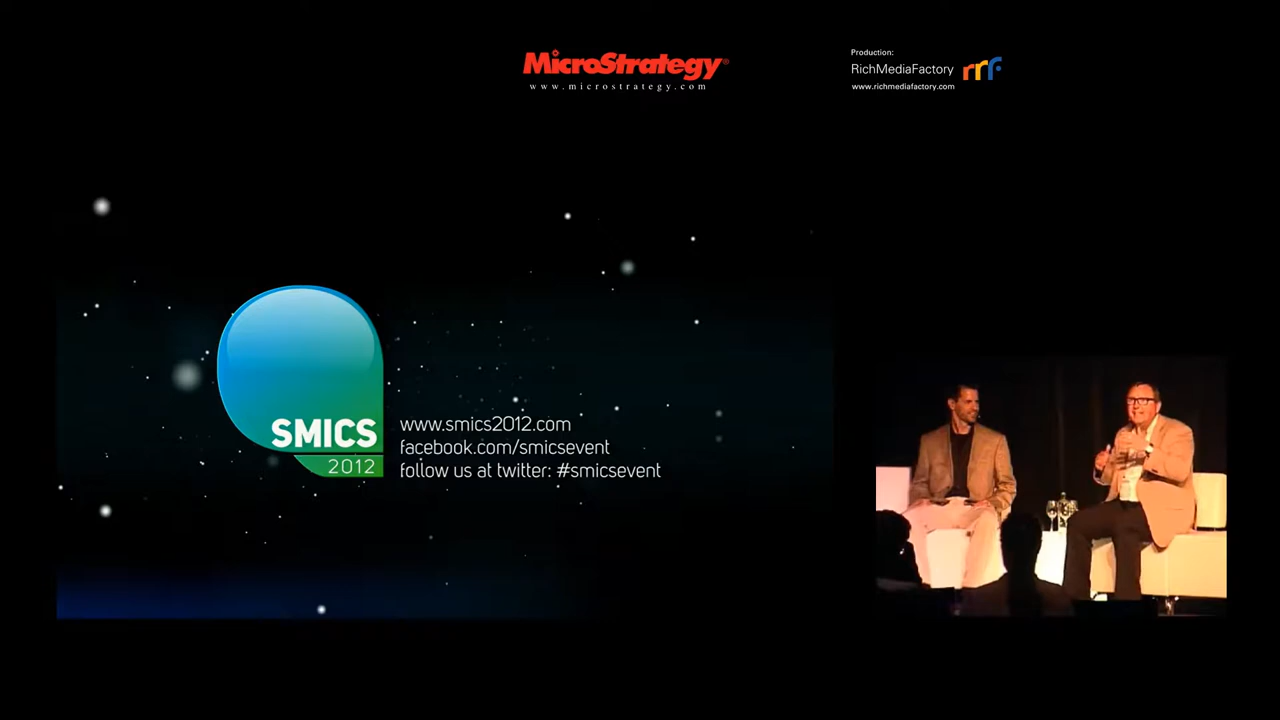 MicroStrategy®
www.microstrategy.com
Production:
RichMediaFactory rrf
www.richmediafactory.com
SMICS
2012
www.smics2012.com
facebook.com/smicsevent
follow us at twitter: #smicsevent